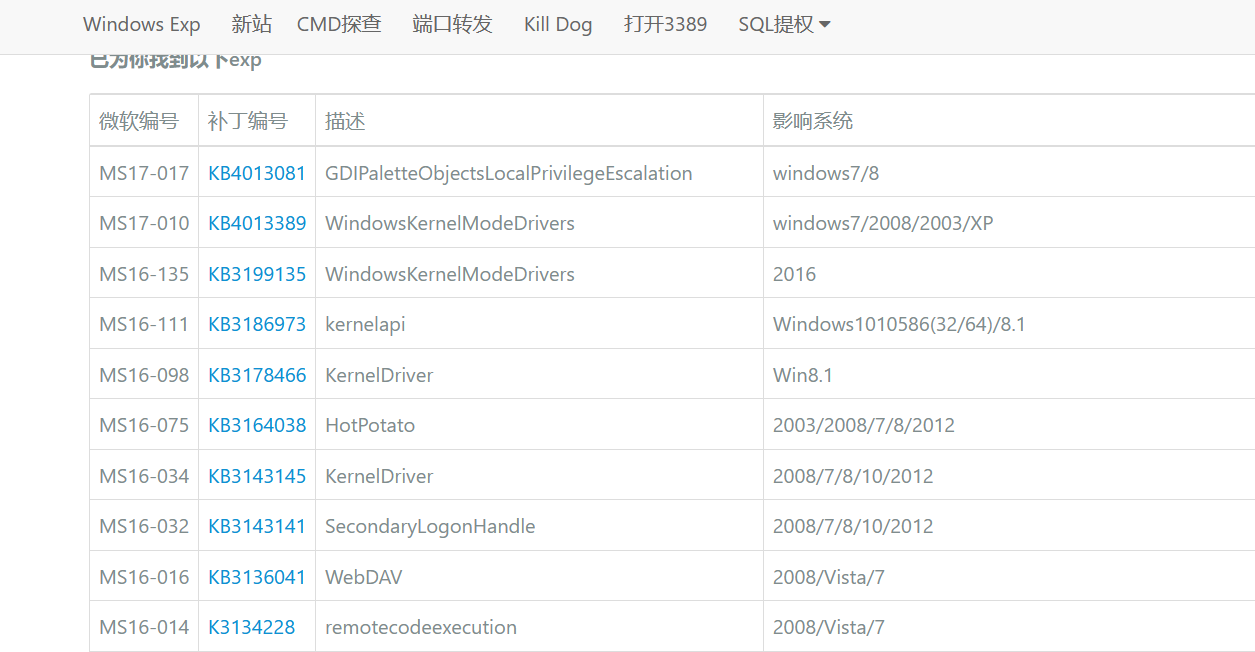 Windows Exp 新站 CMD探查 端口转发 Kill Dog 打开3389 SQL提权
已为你找到以下exp
微软编号 补丁编号 描述 影响系统
MS17-017 KB4013081 GDIPaletteObjectsLocalPrivilegeEscalation windows7/8
MS17-010 KB4013389 WindowsKernelModeDrivers windows7/2008/2003/XP
MS16-135 KB3199135 WindowsKernelModeDrivers 2016
MS16-111 KB3186973 kernelapi Windows1010586(32/64)/8.1
MS16-098 KB3178466 KernelDriver Win8.1
MS16-075 KB3164038 HotPotato 2003/2008/7/8/2012
MS16-034 KB3143145 KernelDriver 2008/7/8/10/2012
MS16-032 KB3143141 SecondaryLogonHandle 2008/7/8/10/2012
MS16-016 KB3136041 WebDAV 2008/Vista/7
MS16-014 K3134228 remotecodeexecution 2008/Vista/7